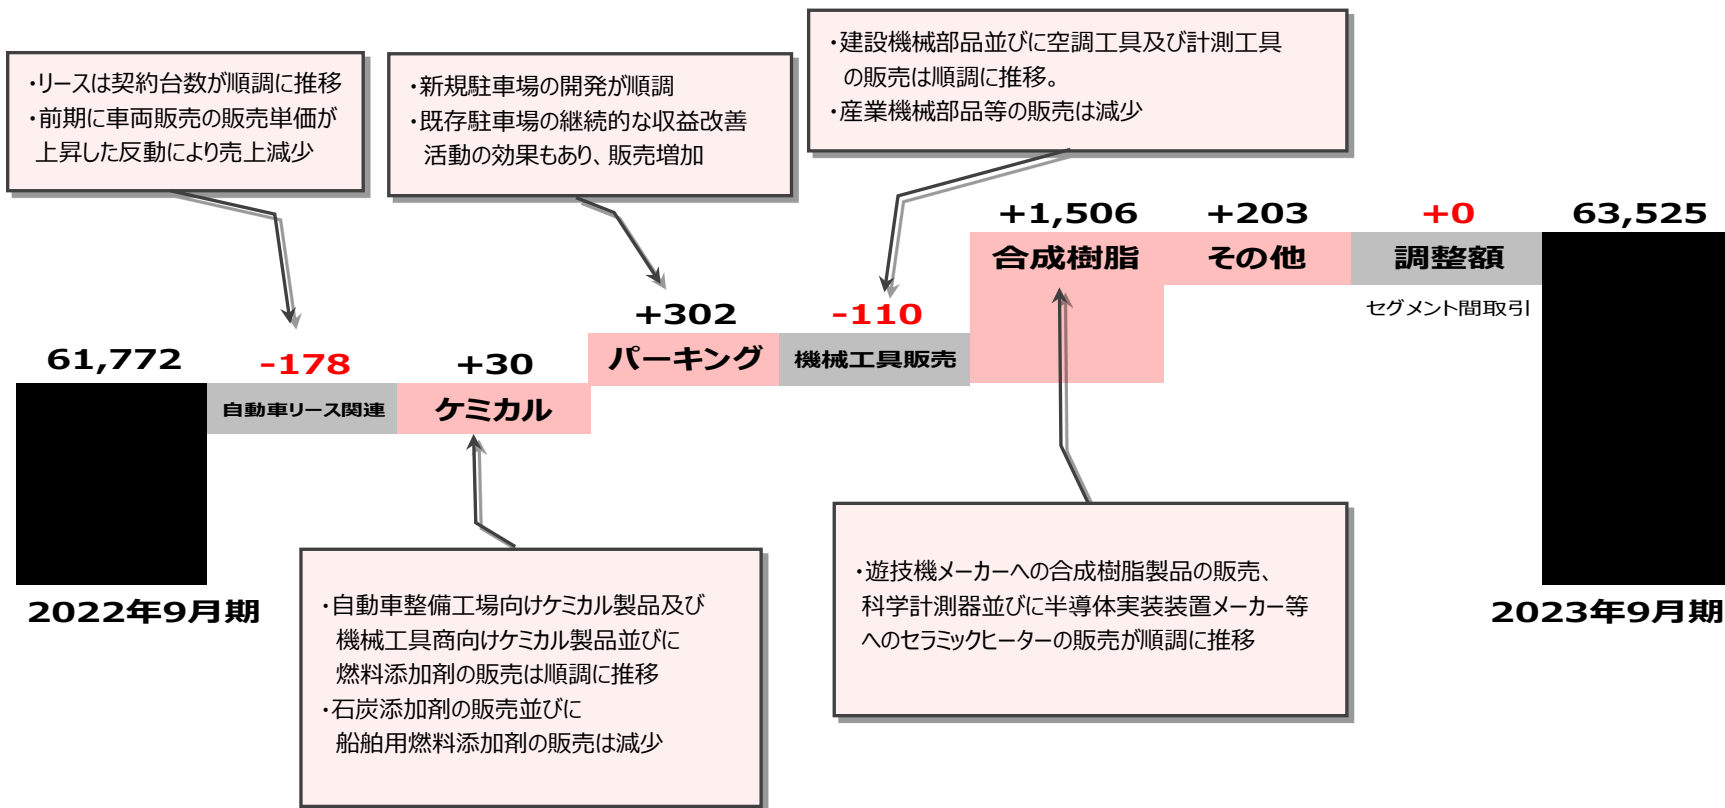 ・リースは契約台数が順調に推移
・前期に車両販売の販売単価が
上昇した反動により売上減少
・新規駐車場の開発が順調
・既存駐車場の継続的な収益改善
活動の効果もあり、販売増加
・建設機械部品並びに空調工具及び計測工具
の販売は順調に推移。
・産業機械部品等の販売は減少
61,772
-178
+30
+302
-110
+1,506
+203
+0
63,525
自動車リース関連
ケミカル
パーキング
機械工具販売
合成樹脂
その他
調整額
セグメント間取引
2022年9月期
2023年9月期
・自動車整備工場向けケミカル製品及び
機械工具商向けケミカル製品並びに
燃料添加剤の販売は順調に推移
・石炭添加剤の販売並びに
船舶用燃料添加剤の販売は減少
・遊技機メーカーへの合成樹脂製品の販売、
科学計測器並びに半導体実装装置メーカー等
へのセラミックヒーターの販売が順調に推移